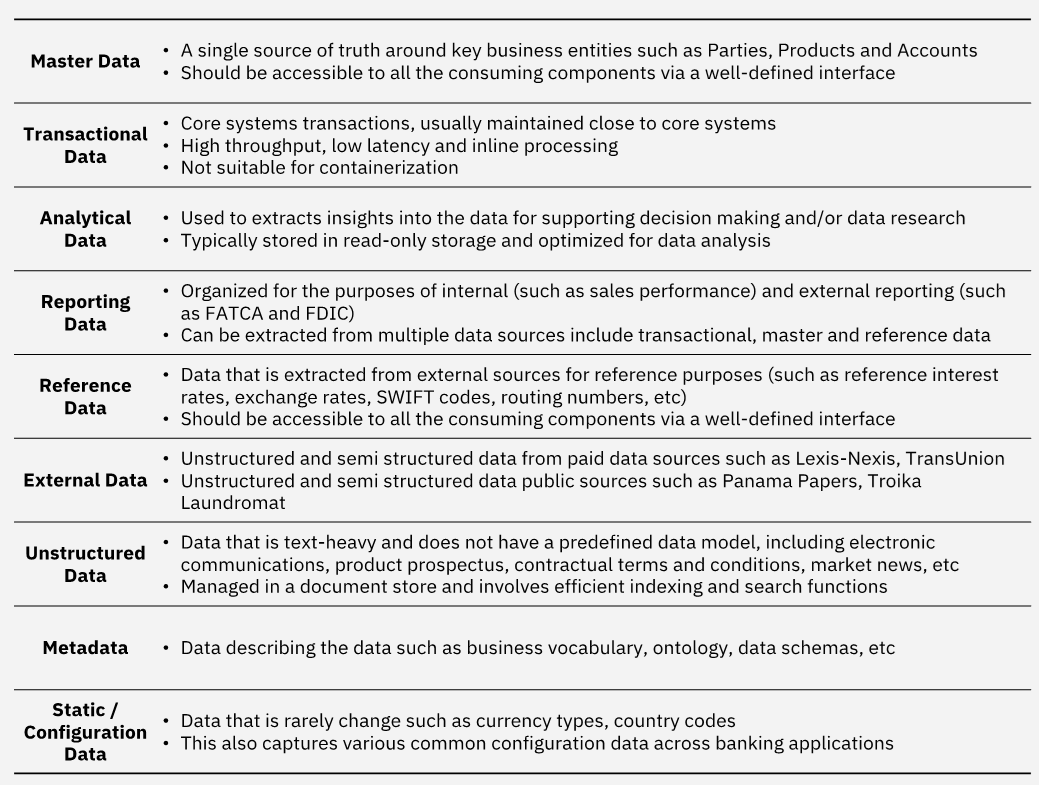 Master Data
• A single source of truth around key business entities such as Parties, Products and Accounts
• Should be accessible to all the consuming components via a well-defined interface
Transactional
Data
• Core systems transactions, usually maintained close to core systems
• High throughput, low latency and inline processing
• Not suitable for containerization
Analytical
Data
• Used to extracts insights into the data for supporting decision making and/or data research
• Typically stored in read-only storage and optimized for data analysis
Reporting
Data
• Organized for the purposes of internal (such as sales performance) and external reporting (such
as FATCA and FDIC)
• Can be extracted from multiple data sources include transactional, master and reference data
Reference
Data
• Data that is extracted from external sources for reference purposes (such as reference interest
rates, exchange rates, SWIFT codes, routing numbers, etc)
• Should be accessible to all the consuming components via a well-defined interface
External Data
• Unstructured and semi structured data from paid data sources such as Lexis-Nexis, TransUnion
• Unstructured and semi structured data public sources such as Panama Papers, Troika
Laundromat
Unstructured
Data
• Data that is text-heavy and does not have a predefined data model, including electronic
communications, product prospectus, contractual terms and conditions, market news, etc
• Managed in a document store and involves efficient indexing and search functions
Metadata
• Data describing the data such as business vocabulary, ontology, data schemas, etc
Static /
Configuration
Data
• Data that is rarely change such as currency types, country codes
• This also captures various common configuration data across banking applications